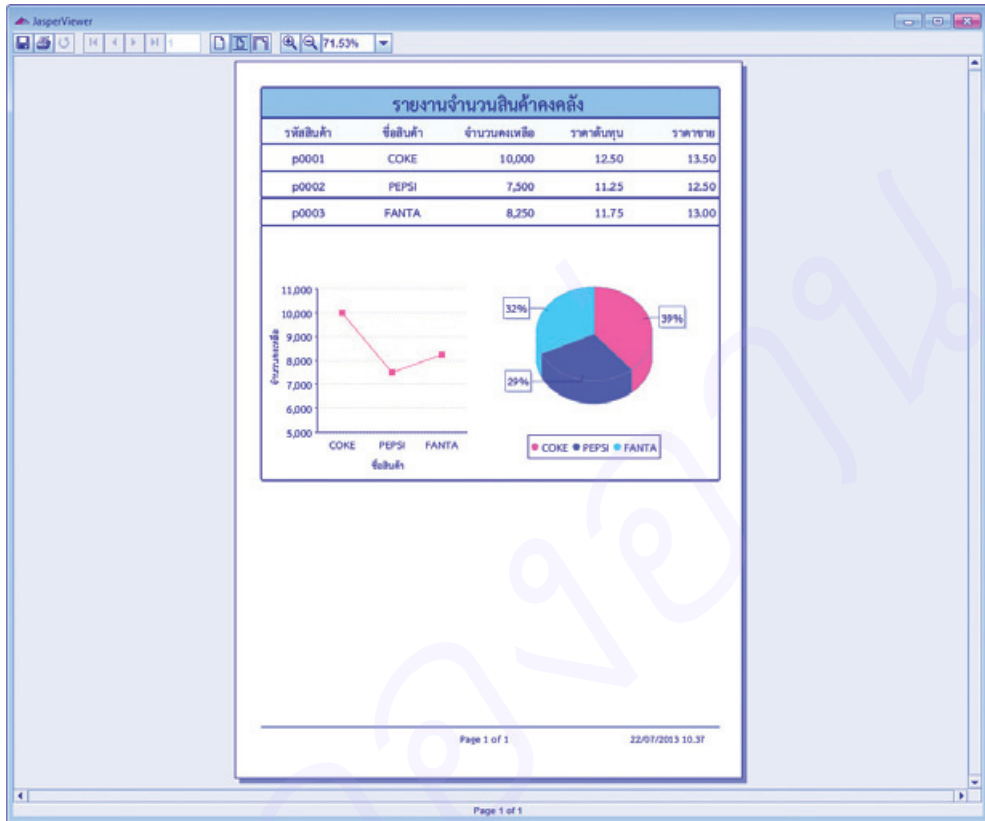 JasperViewer
1
71.53%
รายงานจำนวนสินค้าคงคลัง
รหัสสินค้า ชื่อสินค้า จำนวนคงเหลือ ราคาต้นทุน ราคาขาย
p0001 COKE 10,000 12.50 13.50
p0002 PEPSI 7,500 11.25 12.50
p0003 FANTA 8,250 11.75 13.00
11,000
10,000
9,000
8,000
7,000
6,000
5,000
จำนวนคงเหลือ
COKE PEPSI FANTA
ชื่อสินค้า
32%
39%
29%
COKE PEPSI FANTA
Page 1 of 1 22/07/2013 10.37
Page 1 of 1